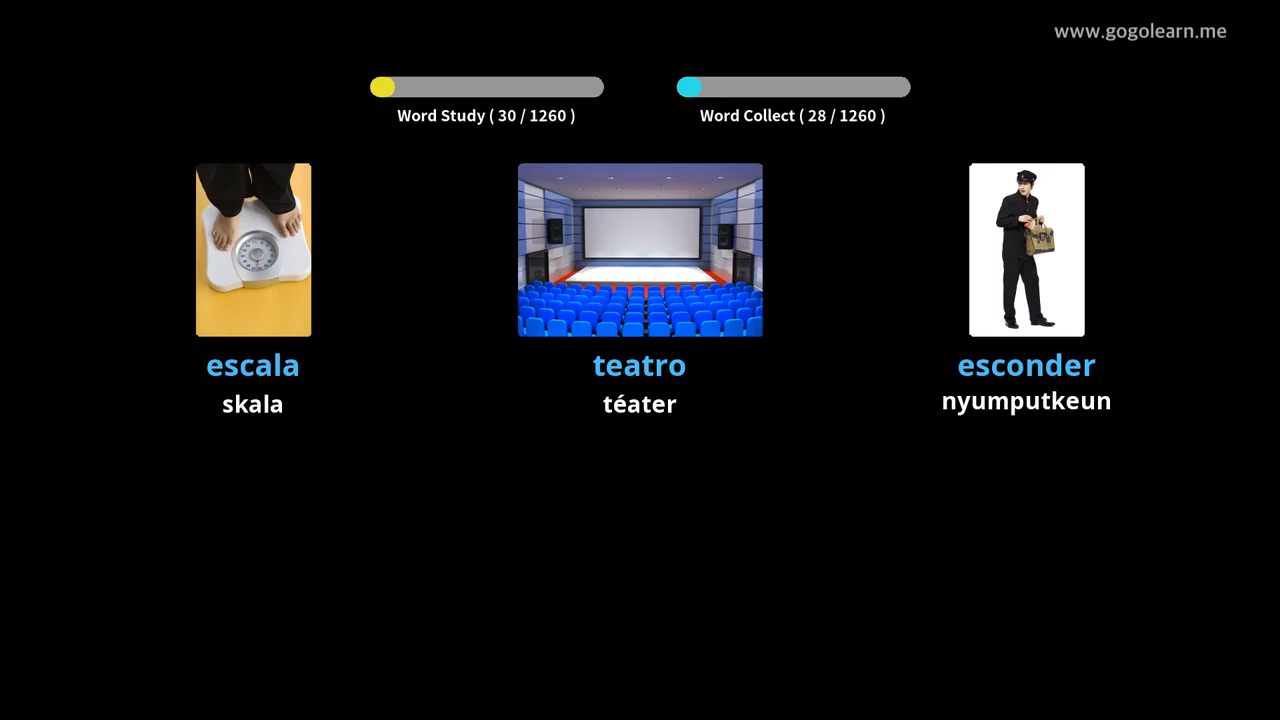 www.gogolearn.me
Word Study ( 30 / 1260 )
Word Collect ( 28 / 1260 )
escala
teatro
esconder
skala
téater
nyumputkeun